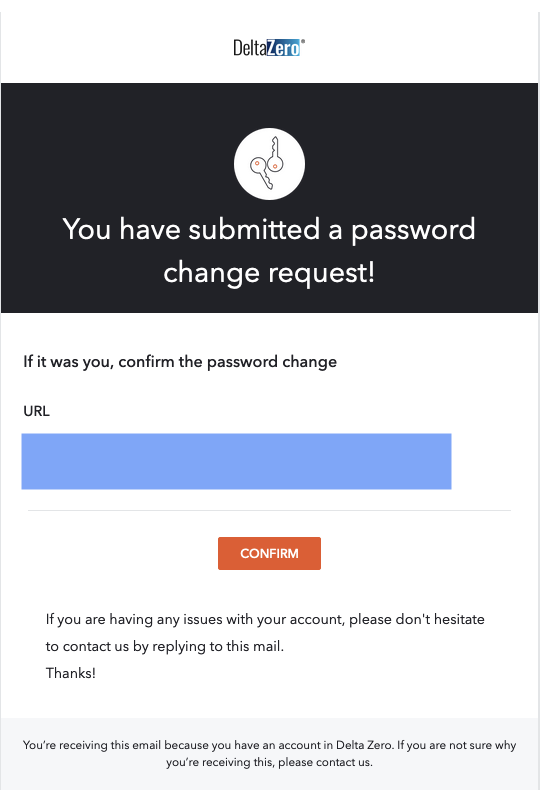 DeltaZero®
You have submitted a password
change request!
If it was you, confirm the password change
URL
CONFIRM
If you are having any issues with your account, please don't hesitate
to contact us by replying to this mail.
Thanks!
You’re receiving this email because you have an account in Delta Zero. If you are not sure why
you’re receiving this, please contact us.